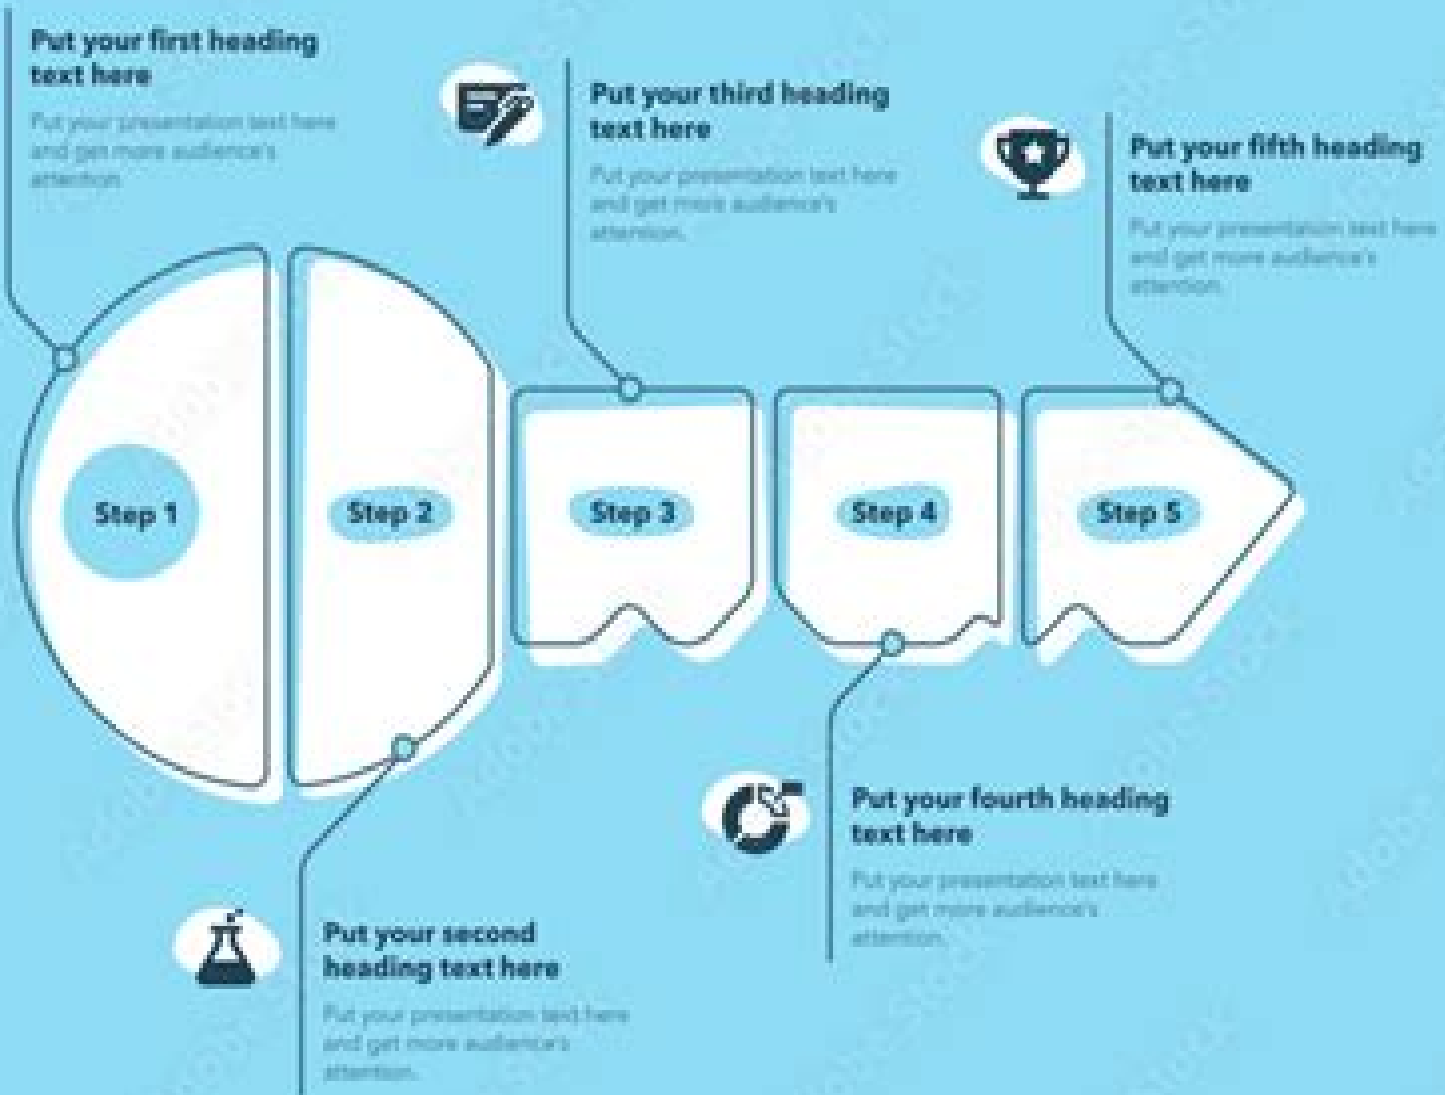 Put your first heading
text here
Put your presentation text here
and get more audience's
attention.
Put your third heading
text here
Put your presentation text here
and get more audience's
attention.
Put your fifth heading
text here
Put your presentation text here
and get more audience's
attention.
Step 1
Step 2
Step 3
Step 4
Step 5
Put your fourth heading
text here
Put your presentation text here
and get more audience's
attention.
Put your second
heading text here
Put your presentation text here
and get more audience's
attention.